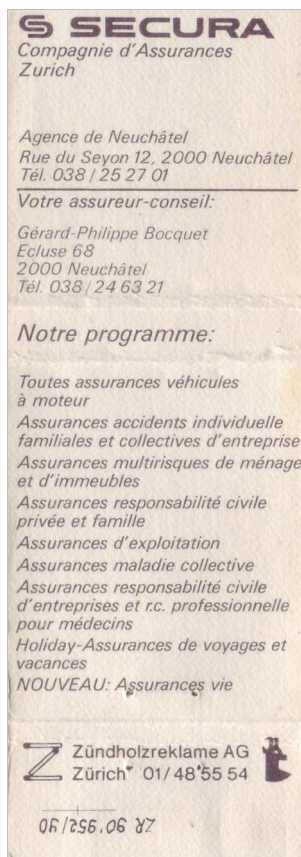 SECURA
Compagnie d'Assurances
Zurich
Agence de Neuchâtel
Rue du Seyon 12, 2000 Neuchâtel
Tél. 038/25 27 01
Votre assureur-conseil:
Gérard-Philippe Bocquet
Ecluse 68
2000 Neuchâtel
Tél. 038/24 63 21
Notre programme:
Toutes assurances véhicules
à moteur
Assurances accidents individuelle
familiales et collectives d'entreprise
Assurances multirisques de ménage
et d'immeubles
Assurances responsabilité civile
privée et famille
Assurances d'exploitation
Assurances maladie collective
Assurances responsabilité civile
d'entreprises et r.c. professionnelle
pour médecins
Holiday-Assurances de voyages et
vacances
NOUVEAU: Assurances vie
Zündholzreklame AG
Zürich 01/48 55 54
ZR 90'952/90